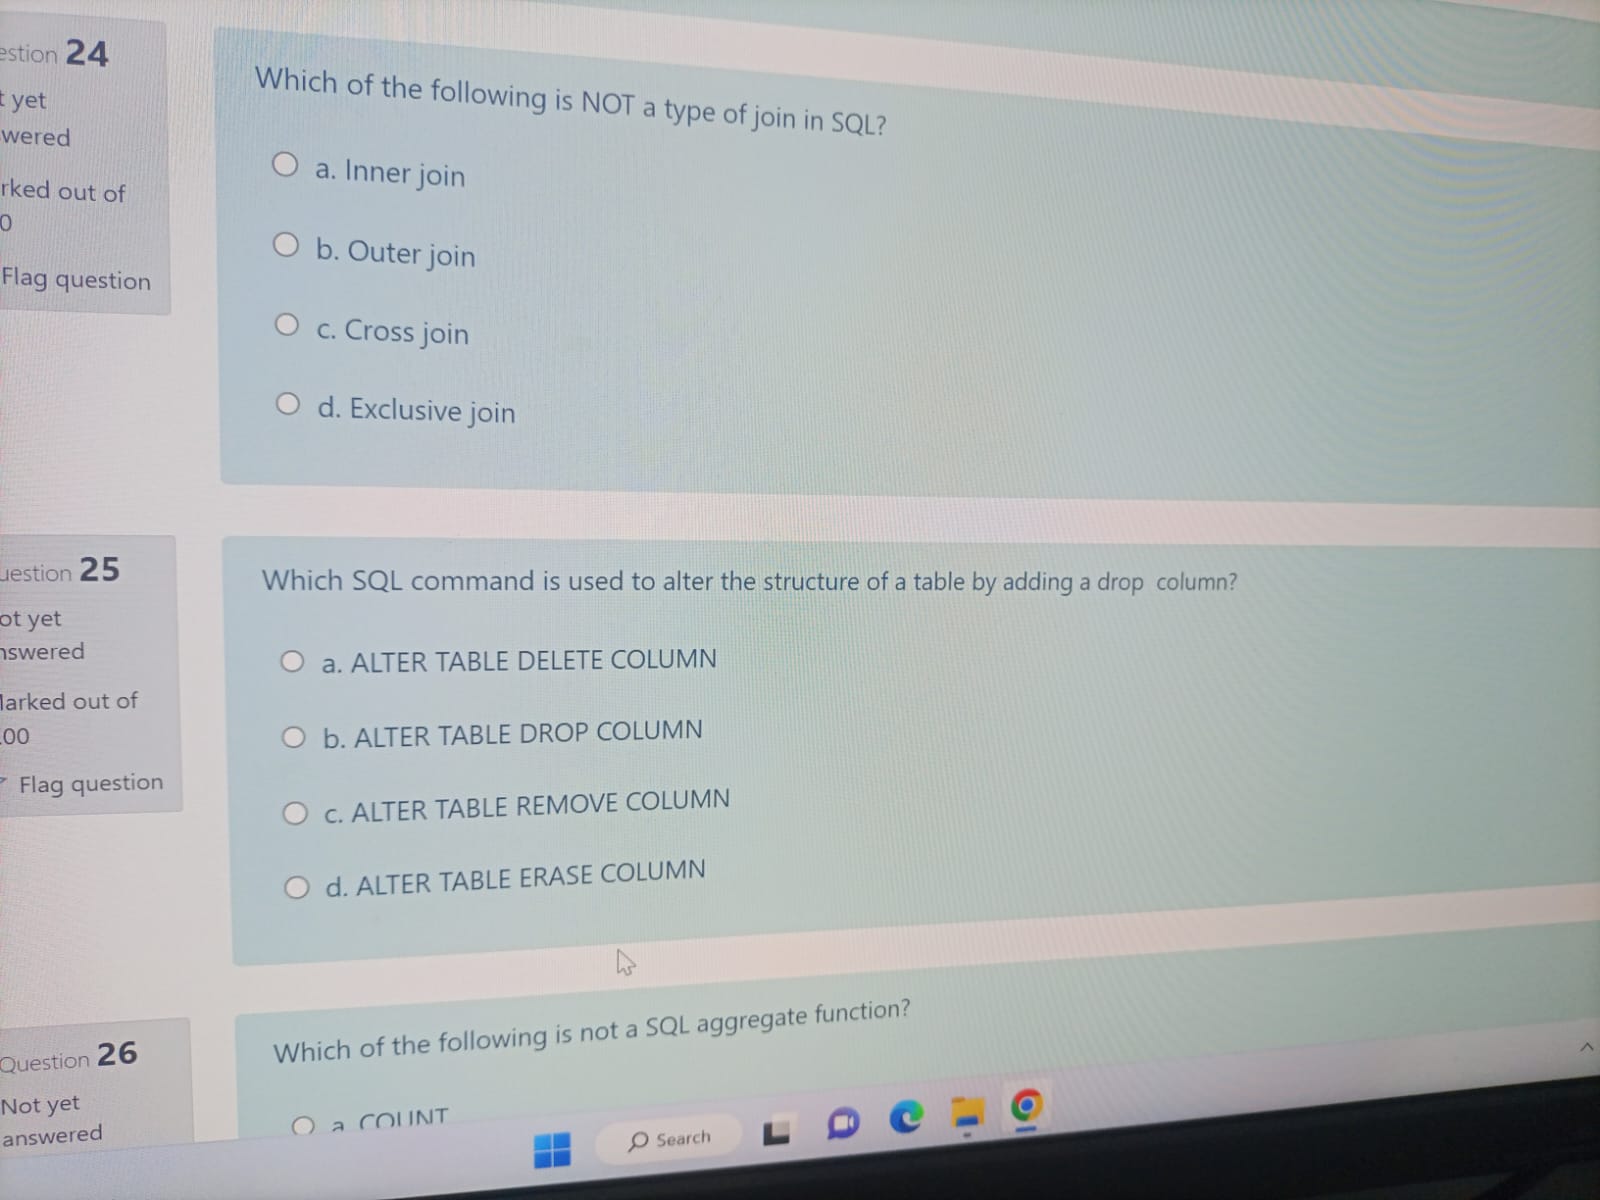 estion 24
t yet
wered
rked out of
0
Flag question
Which of the following is NOT a type of join in SQL?
a. Inner join
b. Outer join
c. Cross join
d. Exclusive join
uestion 25
ot yet
nswered
Marked out of
.00
Flag question
Which SQL command is used to alter the structure of a table by adding a drop column?
a. ALTER TABLE DELETE COLUMN
b. ALTER TABLE DROP COLUMN
c. ALTER TABLE REMOVE COLUMN
d. ALTER TABLE ERASE COLUMN
Question 26
Not yet
answered
Which of the following is not a SQL aggregate function?
a COUNT
Search